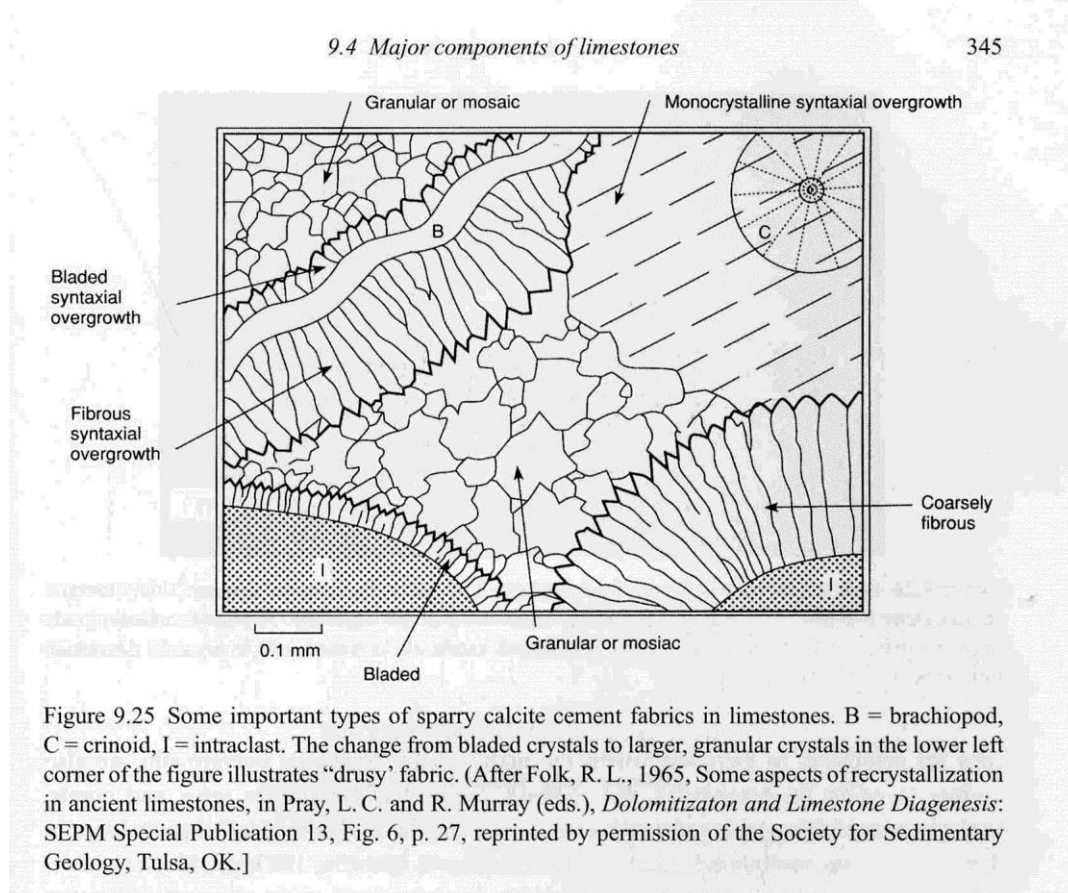 9.4 Major components of limestones 345
Granular or mosaic
Monocrystalline syntaxial overgrowth
B
C
Bladed
syntaxial
overgrowth
Fibrous
syntaxial
overgrowth
Coarsely
fibrous
I
I
0.1 mm
Granular or mosiac
Bladed
Figure 9.25 Some important types of sparry calcite cement fabrics in limestones. B = brachiopod,
C = crinoid, I = intraclast. The change from bladed crystals to larger, granular crystals in the lower left
corner of the figure illustrates “drusy’ fabric. (After Folk, R. L., 1965, Some aspects of recrystallization
in ancient limestones, in Pray, L. C. and R. Murray (eds.), Dolomitizaton and Limestone Diagenesis:
SEPM Special Publication 13, Fig. 6, p. 27, reprinted by permission of the Society for Sedimentary
Geology, Tulsa, OK.]